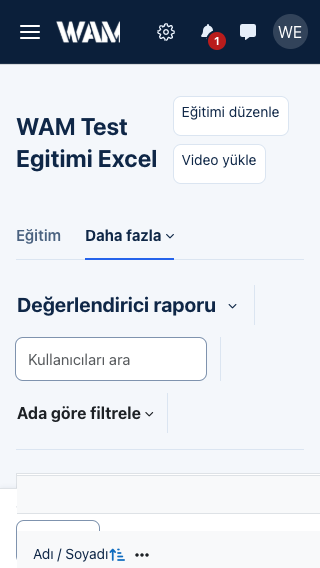 WAM
1
WE
WAM Test
Egitimi Excel
Eğitimi düzenle
Video yükle
Eğitim
Daha fazla
Değerlendirici raporu
Kullanıcıları ara
Ada göre filtrele
Adı / Soyadı